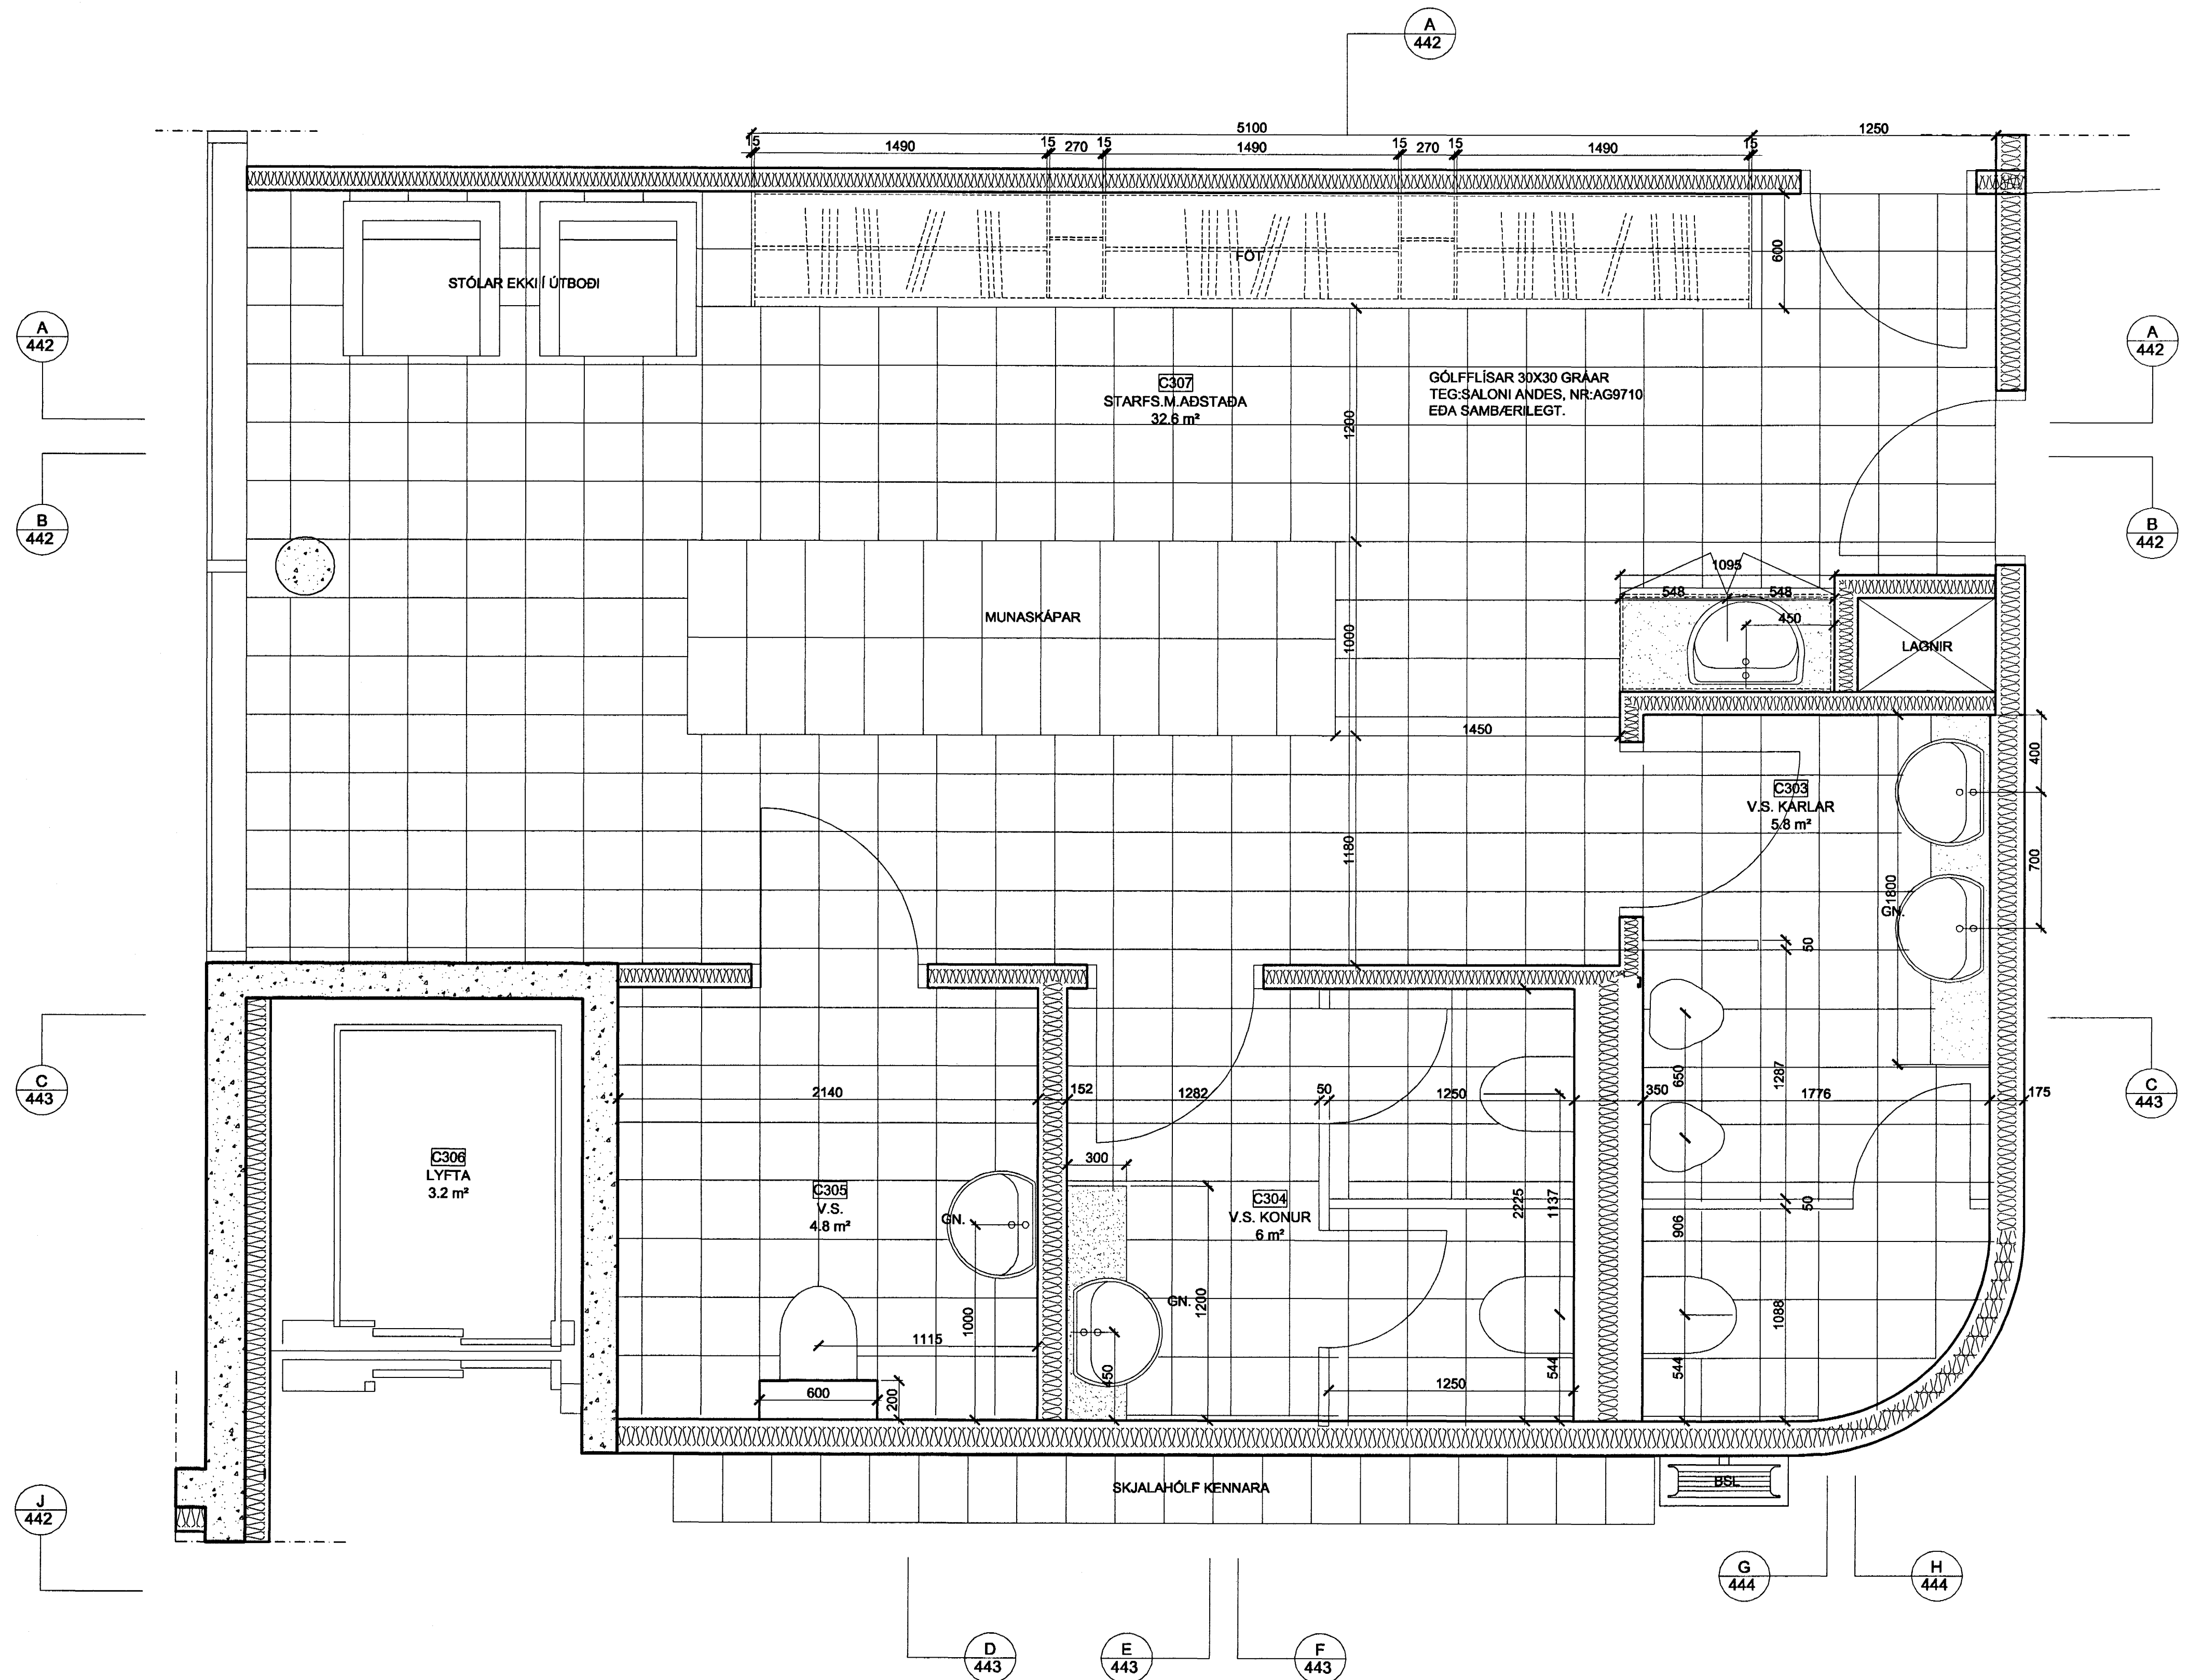 A
442
5100
1250
15
1490
15
270
15
1490
15
270
15
1490
15
STÓLAR EKKI Í ÚTBOÐI
FÖT
600
A
442
A
442
C307
STARFS.M.AÐSTAÐA
32.6 m²
GÓLFFLÍSAR 30X30 GRÁAR
TEG:SALONI ANDES, NR:AG9710
EÐA SAMBÆRILEGT.
1200
B
442
B
442
MUNASKÁPAR
1000
1095
548
548
450
LAGNIR
1450
400
C303
V.S. KARLAR
5.8 m²
700
1180
1800
GN.
50
C
443
C
443
2140
152
1282
50
1250
350
650
1287
1776
175
C306
LYFTA
3.2 m²
300
C305
V.S.
4.8 m²
GN.
C304
V.S. KONUR
6 m²
2225
1137
906
50
GN.
1200
1000
1115
450
544
544
1088
600
200
1250
SKJALAHÓLF KENNARA
BSL
J
442
G
444
H
444
D
443
E
443
F
443